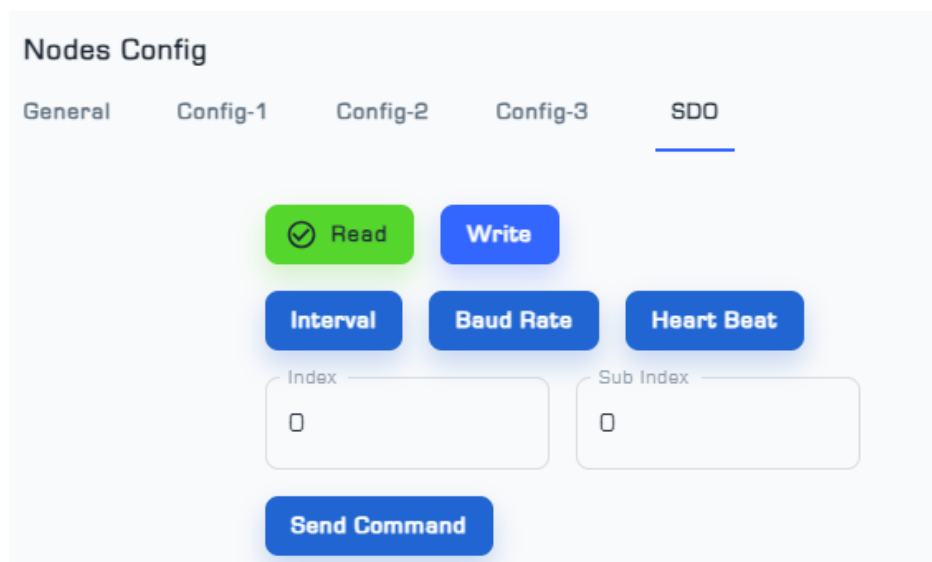 Nodes Config
General Config-1 Config-2 Config-3 SDO
Read Write
Interval Baud Rate Heart Beat
Index Sub Index
0 0
Send Command